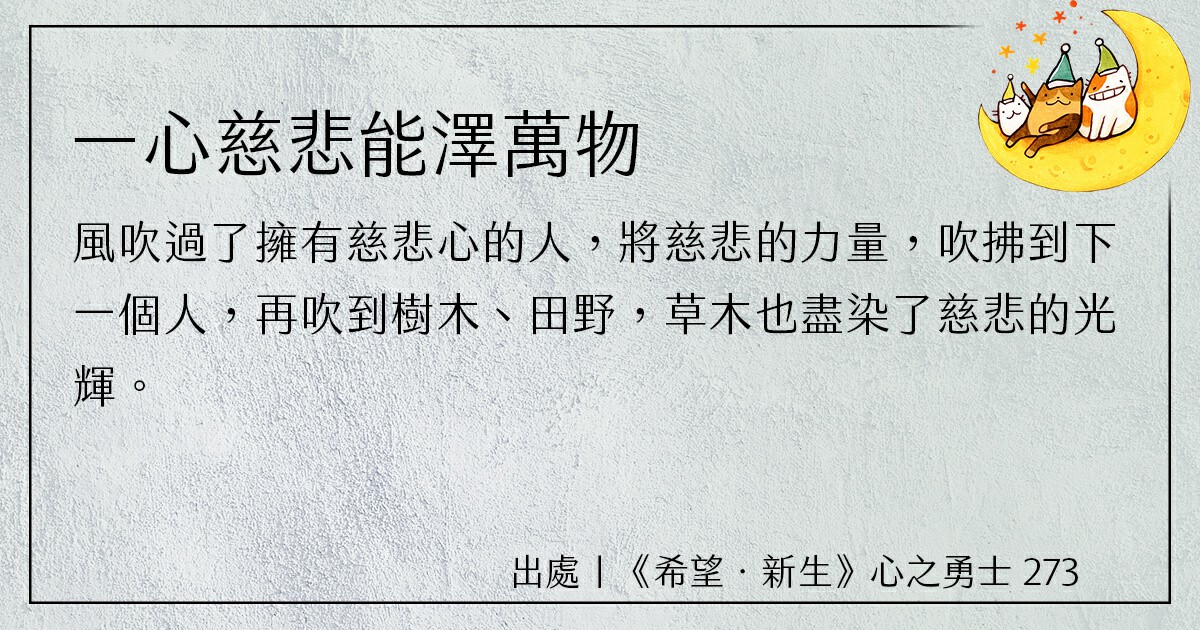 一心慈悲能澤萬物
風吹過了擁有慈悲心的人，將慈悲的力量，吹拂到下
一個人，再吹到樹木、田野，草木也盡染了慈悲的光
輝。
出處丨《希望‧新生》心之勇士 273